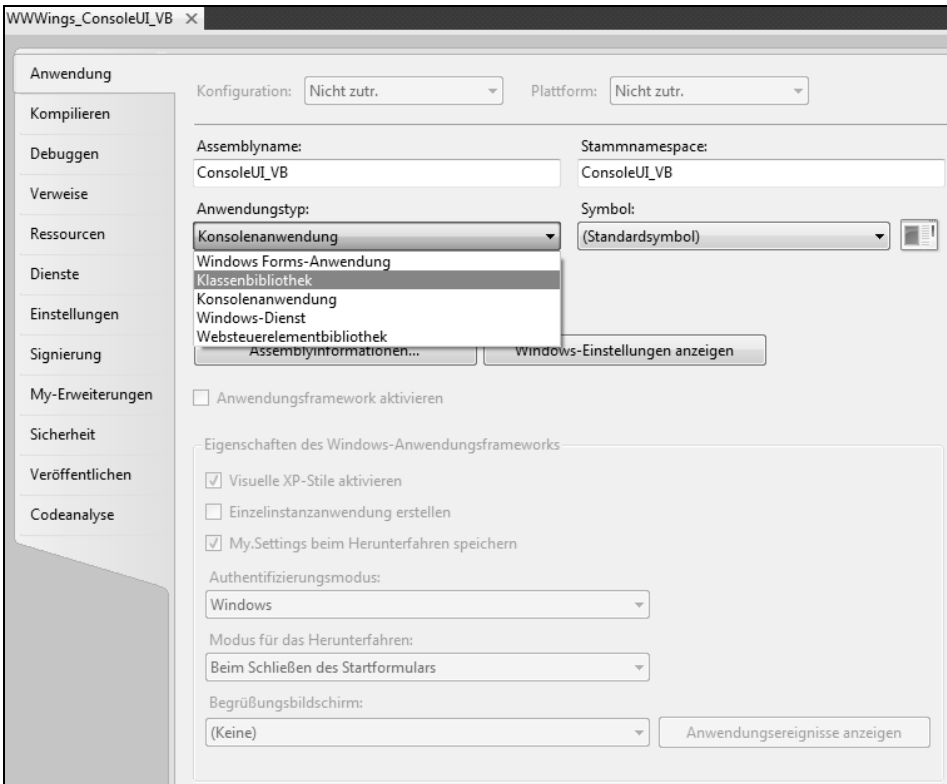 WWWings_ConsoleUI_VB ×
Anwendung
Kompilieren
Debuggen
Verweise
Ressourcen
Dienste
Einstellungen
Signierung
My-Erweiterungen
Sicherheit
Veröffentlichen
Codeanalyse
Konfiguration: Nicht zutr. Plattform: Nicht zutr.
Assemblyname: Stammnamespace:
ConsoleUI_VB ConsoleUI_VB
Anwendungstyp: Symbol:
Konsolenanwendung (Standardsymbol)
Windows Forms-Anwendung
Klassenbibliothek
Konsolenanwendung
Windows-Dienst
Websteuerelementbibliothek
Assemblyinformationen... Windows-Einstellungen anzeigen
Anwendungsframework aktivieren
Eigenschaften des Windows-Anwendungsframeworks
Visuelle XP-Stile aktivieren
Einzelinstanzanwendung erstellen
My.Settings beim Herunterfahren speichern
Authentifizierungsmodus:
Windows
Modus für das Herunterfahren:
Beim Schließen des Startformulars
Begrüßungsbildschirm:
(Keine) Anwendungsereignisse anzeigen